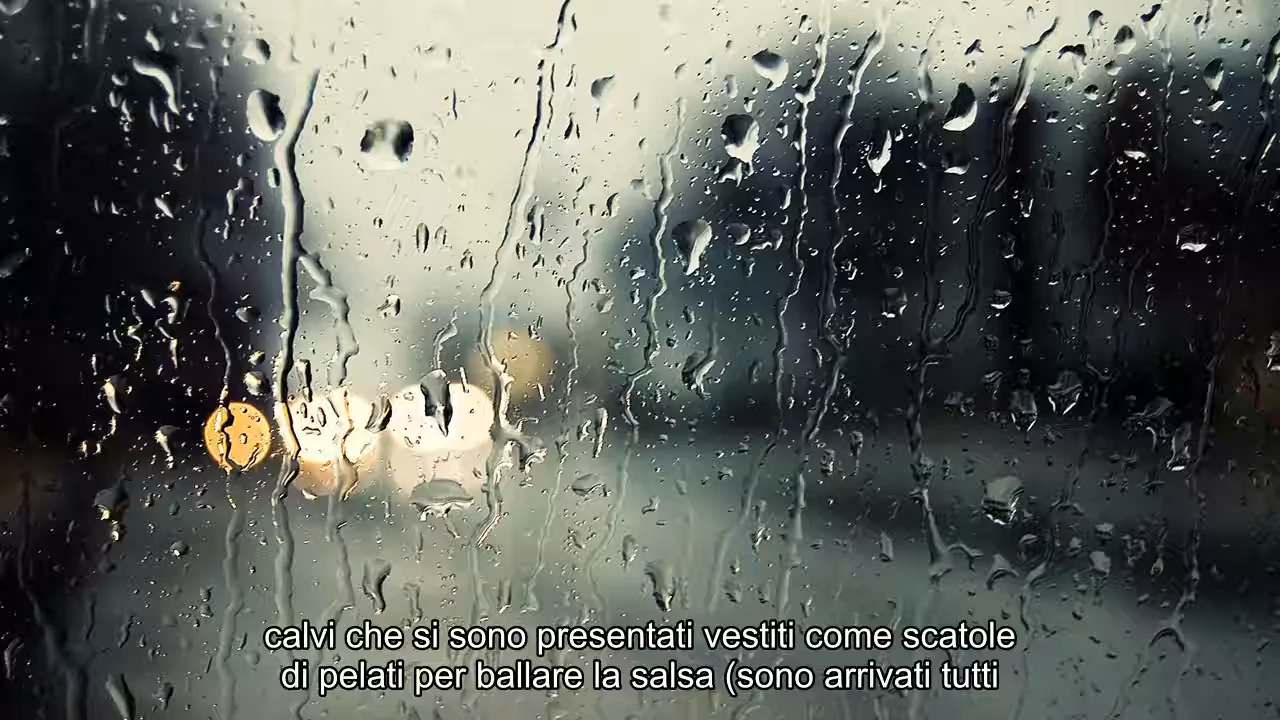 calvi che si sono presentati vestiti come scatole
di pelati per ballare la salsa (sono arrivati tutti